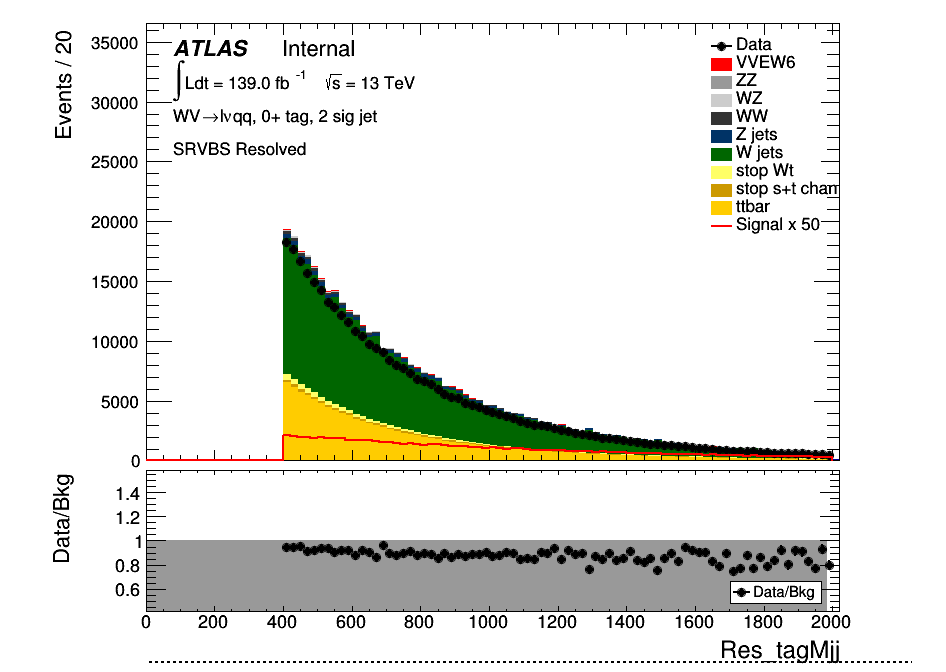 Events / 20
35000
30000
25000
20000
15000
10000
5000
0
ATLAS Internal
∫Ldt = 139.0 fb⁻¹ √s = 13 TeV
WV→lνqq, 0+ tag, 2 sig jet
SRVBS Resolved
Data
VVEW6
ZZ
WZ
WW
Z jets
W jets
stop Wt
stop s+t chan
ttbar
Signal x 50
Data/Bkg
1.4
1.2
1
0.8
0.6
Data/Bkg
0 200 400 600 800 1000 1200 1400 1600 1800 2000
Res_tagMjj